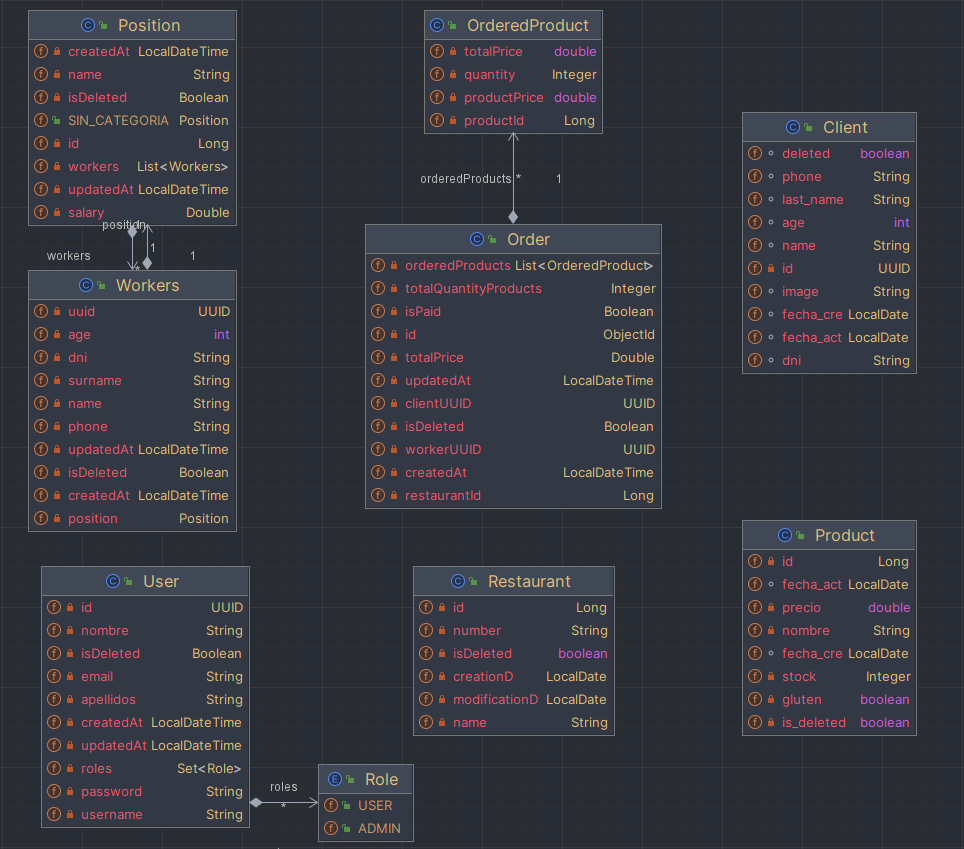 Position
createdAt LocalDateTime
name String
isDeleted Boolean
SIN_CATEGORIA Position
id Long
workers List<Workers>
updatedAt LocalDateTime
salary Double
position
1
workers
1
*
Workers
uuid UUID
age int
dni String
surname String
name String
phone String
updatedAt LocalDateTime
isDeleted Boolean
createdAt LocalDateTime
position Position
OrderedProduct
totalPrice double
quantity Integer
productPrice double
productId Long
orderedProducts * 1
Order
orderedProducts List<OrderedProduct>
totalQuantityProducts Integer
isPaid Boolean
id ObjectId
totalPrice Double
updatedAt LocalDateTime
clientUUID UUID
isDeleted Boolean
workerUUID UUID
createdAt LocalDateTime
restaurantId Long
Client
deleted boolean
phone String
last_name String
age int
name String
id UUID
image String
fecha_cre LocalDate
fecha_act LocalDate
dni String
User
id UUID
nombre String
isDeleted Boolean
email String
apellidos String
createdAt LocalDateTime
updatedAt LocalDateTime
roles Set<Role>
password String
username String
roles
*
Role
USER
ADMIN
Restaurant
id Long
number String
isDeleted boolean
creationD LocalDate
modificationD LocalDate
name String
Product
id Long
fecha_act LocalDate
precio double
nombre String
fecha_cre LocalDate
stock Integer
gluten boolean
is_deleted boolean